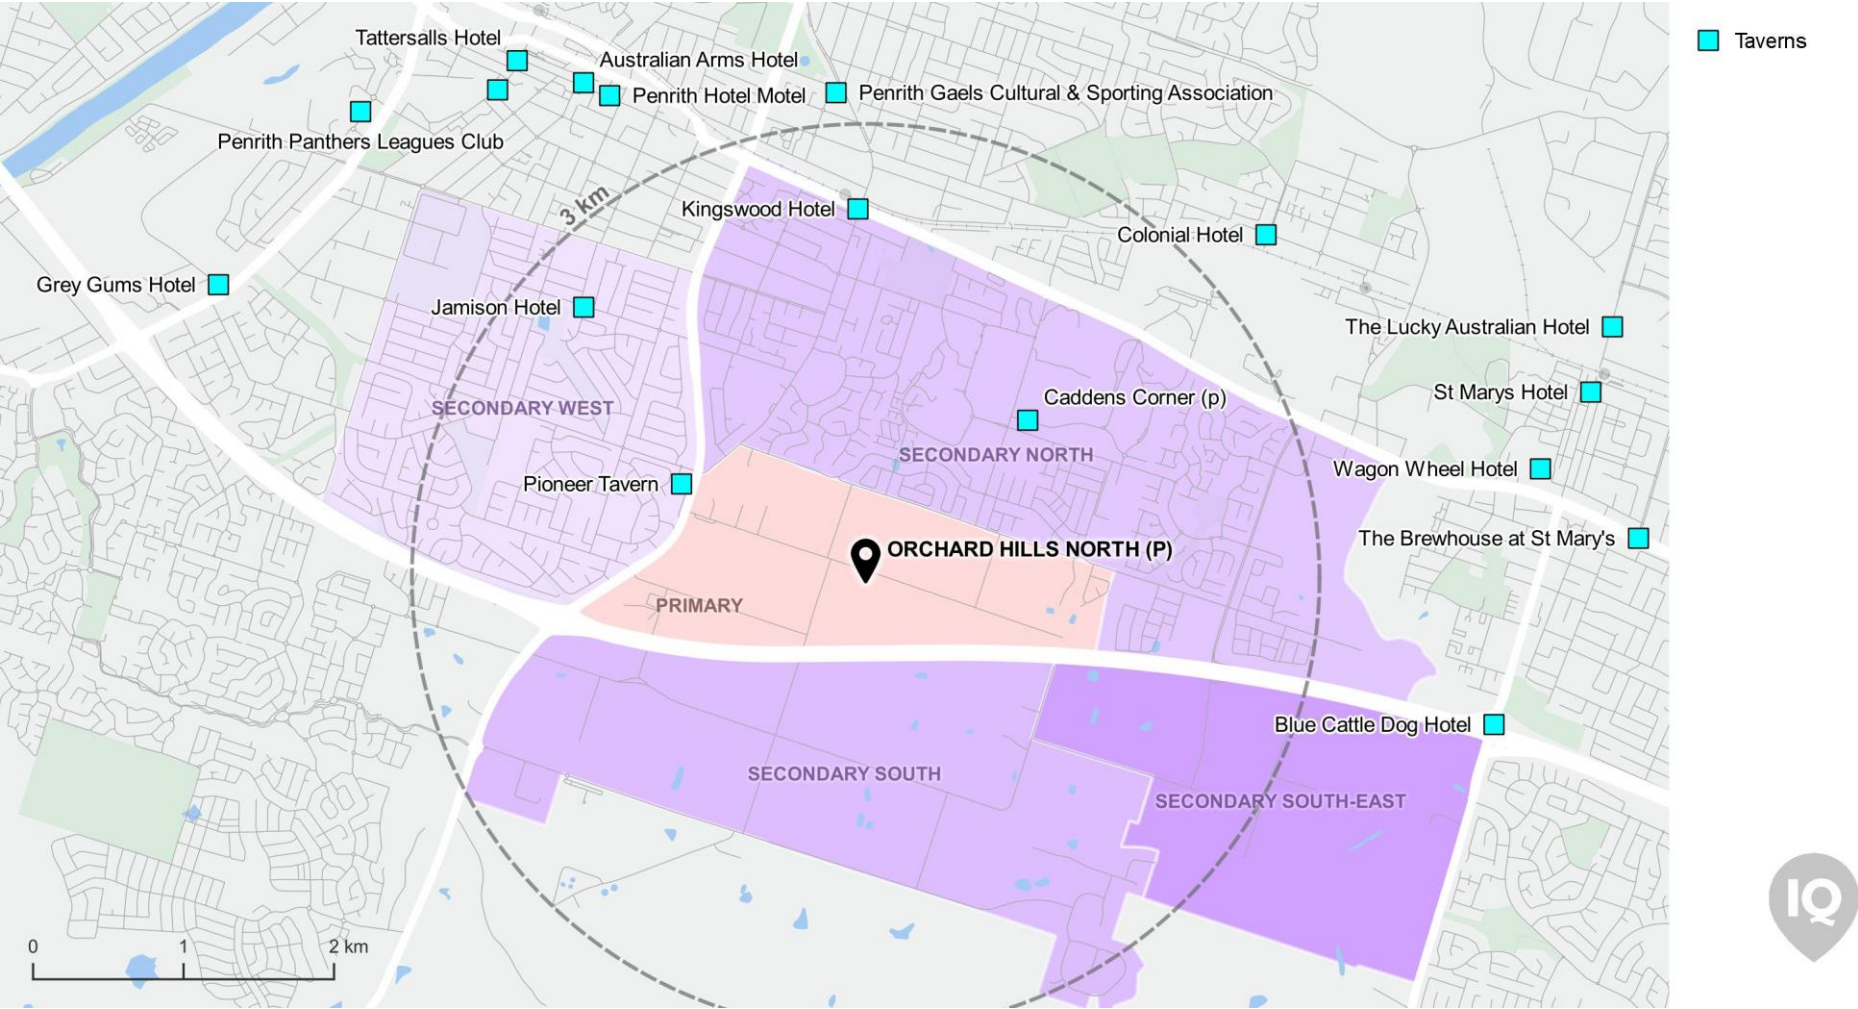 Tattersalls Hotel
Taverns
Australian Arms Hotel
Penrith Hotel Motel
Penrith Gaels Cultural & Sporting Association
Penrith Panthers Leagues Club
3 km
Kingswood Hotel
Colonial Hotel
Grey Gums Hotel
Jamison Hotel
The Lucky Australian Hotel
St Marys Hotel
Caddens Corner (p)
SECONDARY WEST
SECONDARY NORTH
Wagon Wheel Hotel
Pioneer Tavern
The Brewhouse at St Mary's
ORCHARD HILLS NORTH (P)
PRIMARY
Blue Cattle Dog Hotel
SECONDARY SOUTH
SECONDARY SOUTH-EAST
IQ
0 1 2 km